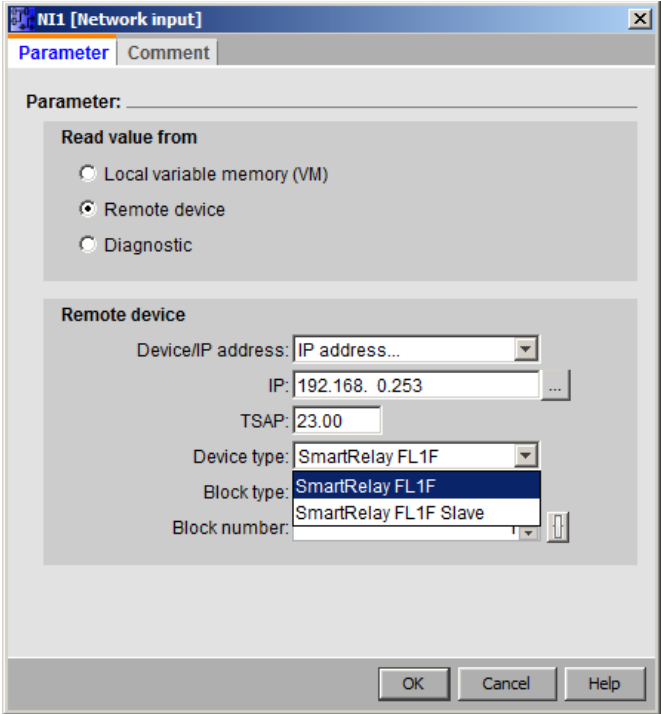 NI1 [Network input]
Parameter Comment
Parameter:
Read value from
Local variable memory (VM)
Remote device
Diagnostic
Remote device
Device/IP address: IP address...
IP: 192.168. 0.253 ...
TSAP: 23.00
Device type: SmartRelay FL1F
Block type: SmartRelay FL1F
SmartRelay FL1F Slave
Block number: 1
OK Cancel Help